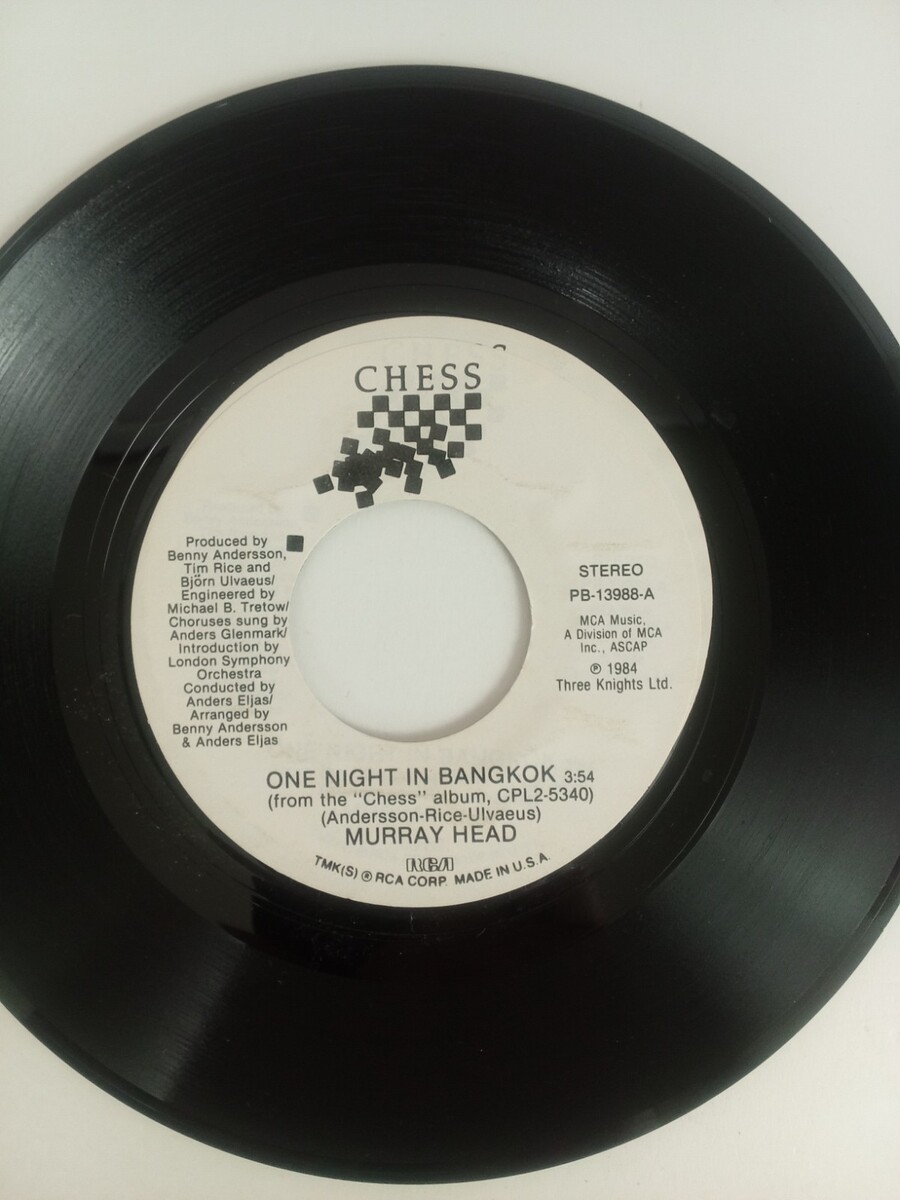 CHESS
Produced by
Benny Andersson,
Tim Rice and
Björn Ulvaeus/
Engineered by
Michael B. Tretow/
Choruses sung by
Anders Glenmark/
Introduction by
London Symphony
Orchestra
Conducted by
Anders Eljas/
Arranged by
Benny Andersson
& Anders Eljas
STEREO
PB-13988-A
MCA Music,
A Division of MCA
Inc., ASCAP
℗ 1984
Three Knights Ltd.
ONE NIGHT IN BANGKOK 3:54
(from the "Chess" album, CPL2-5340)
(Andersson-Rice-Ulvaeus)
MURRAY HEAD
RCA
TMK(S) ® RCA CORP. MADE IN U.S.A.